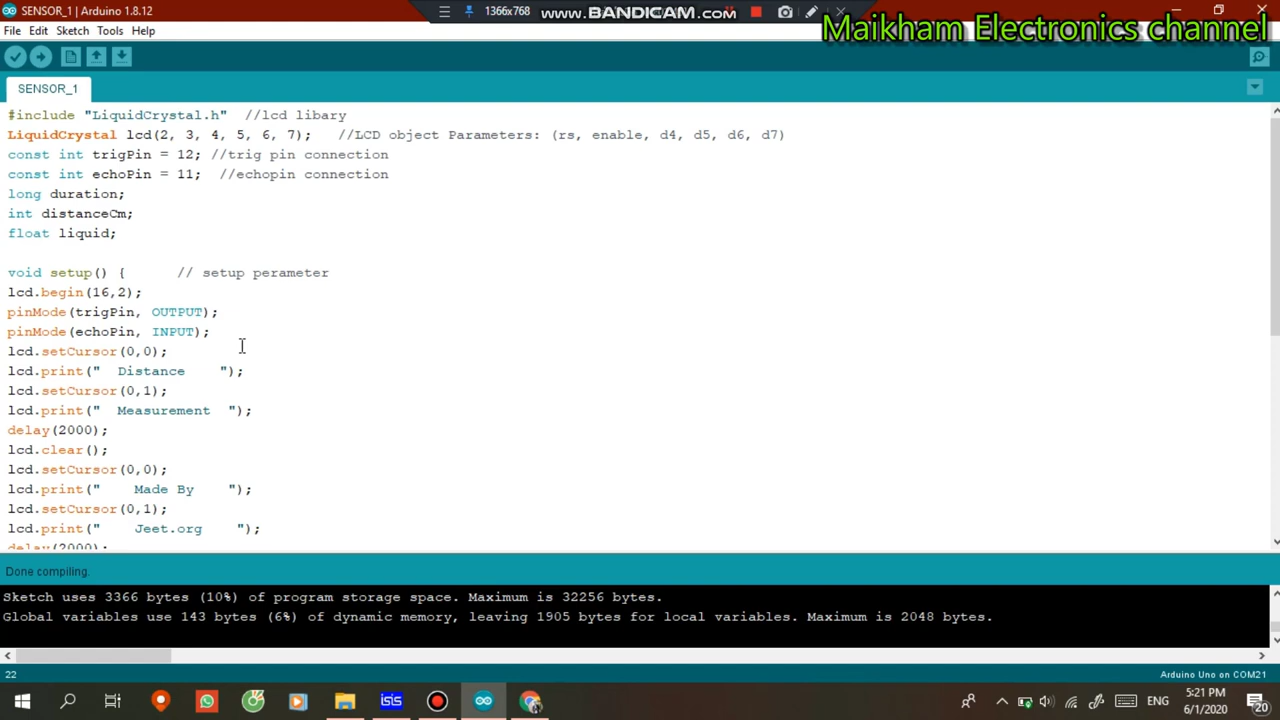 SENSOR_1 | Arduino 1.8.12
1366x768
www.BANDICAM.com
Maikham Electronics channel
File Edit Sketch Tools Help
SENSOR_1
#include "LiquidCrystal.h"  //lcd libary
LiquidCrystal lcd(2, 3, 4, 5, 6, 7);   //LCD object Parameters: (rs, enable, d4, d5, d6, d7)
const int trigPin = 12; //trig pin connection
const int echoPin = 11;  //echopin connection
long duration;
int distanceCm;
float liquid;
void setup() {      // setup perameter
lcd.begin(16,2);
pinMode(trigPin, OUTPUT);
pinMode(echoPin, INPUT);
lcd.setCursor(0,0);
lcd.print("  Distance    ");
lcd.setCursor(0,1);
lcd.print("  Measurement  ");
delay(2000);
lcd.clear();
lcd.setCursor(0,0);
lcd.print("    Made By    ");
lcd.setCursor(0,1);
lcd.print("    Jeet.org    ");
delay(2000);
Done compiling.
Sketch uses 3366 bytes (10%) of program storage space. Maximum is 32256 bytes.
Global variables use 143 bytes (6%) of dynamic memory, leaving 1905 bytes for local variables. Maximum is 2048 bytes.
22
Arduino Uno on COM21
isis
ENG
5:21 PM
6/1/2020
20